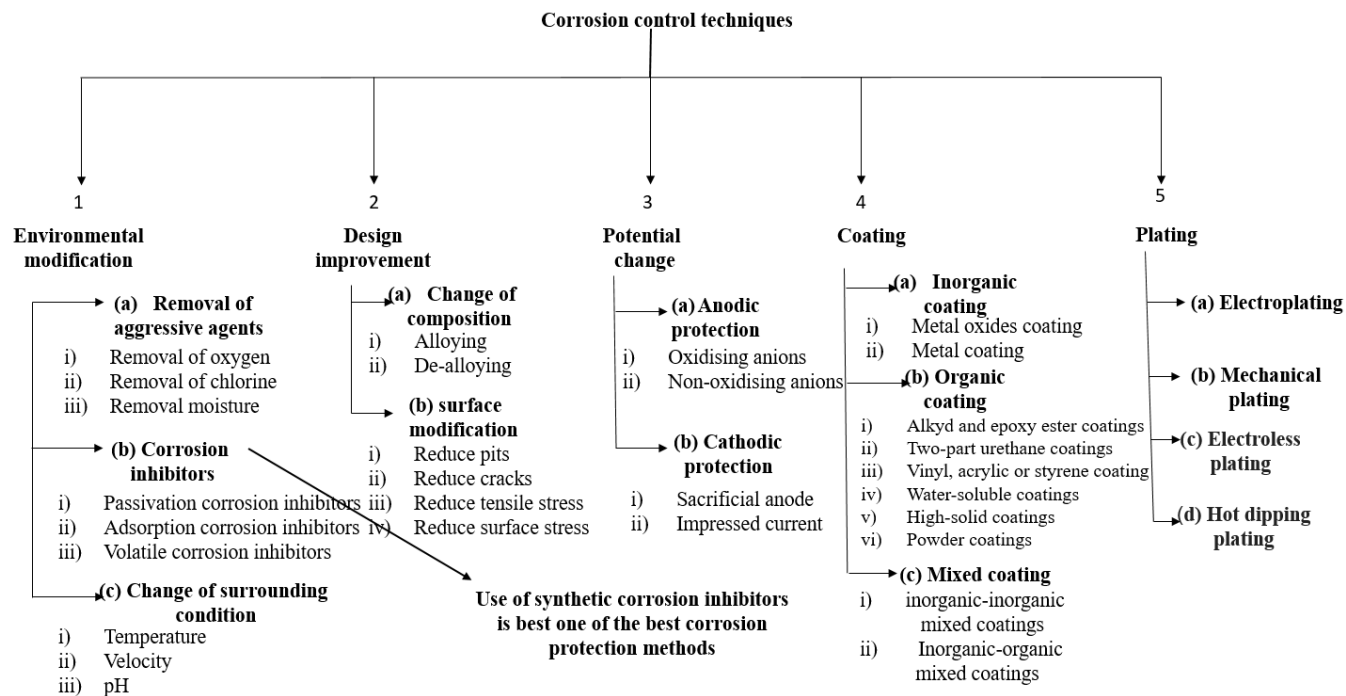 Corrosion control techniques
1
Environmental
modification
(a) Removal of
aggressive agents
i) Removal of oxygen
ii) Removal of chlorine
iii) Removal moisture
(b) Corrosion
inhibitors
i) Passivation corrosion inhibitors
ii) Adsorption corrosion inhibitors
iii) Volatile corrosion inhibitors
(c) Change of surrounding
condition
i) Temperature
ii) Velocity
iii) pH
2
Design
improvement
(a) Change of
composition
i) Alloying
ii) De-alloying
(b) surface
modification
i) Reduce pits
ii) Reduce cracks
iii) Reduce tensile stress
iv) Reduce surface stress
Use of synthetic corrosion inhibitors
is best one of the best corrosion
protection methods
3
Potential
change
(a) Anodic
protection
i) Oxidising anions
ii) Non-oxidising anions
(b) Cathodic
protection
i) Sacrificial anode
ii) Impressed current
4
Coating
(a) Inorganic
coating
i) Metal oxides coating
ii) Metal coating
(b) Organic
coating
i) Alkyd and epoxy ester coatings
ii) Two-part urethane coatings
iii) Vinyl, acrylic or styrene coating
iv) Water-soluble coatings
v) High-solid coatings
vi) Powder coatings
(c) Mixed coating
i) inorganic-inorganic
mixed coatings
ii) Inorganic-organic
mixed coatings
5
Plating
(a) Electroplating
(b) Mechanical
plating
(c) Electroless
plating
(d) Hot dipping
plating